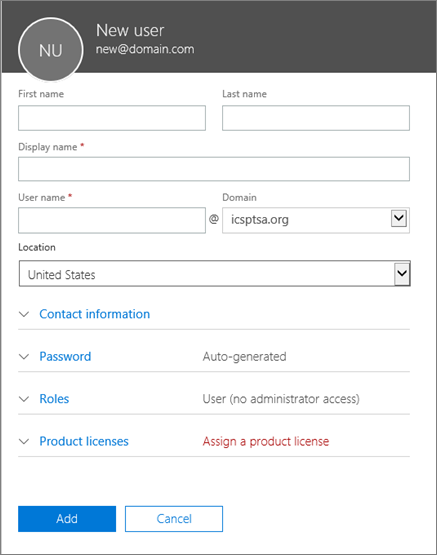 NU
New user
new@domain.com
First name Last name
Display name *
User name * Domain
@ icsptsa.org
Location
United States
Contact information
Password Auto-generated
Roles User (no administrator access)
Product licenses Assign a product license
Add Cancel